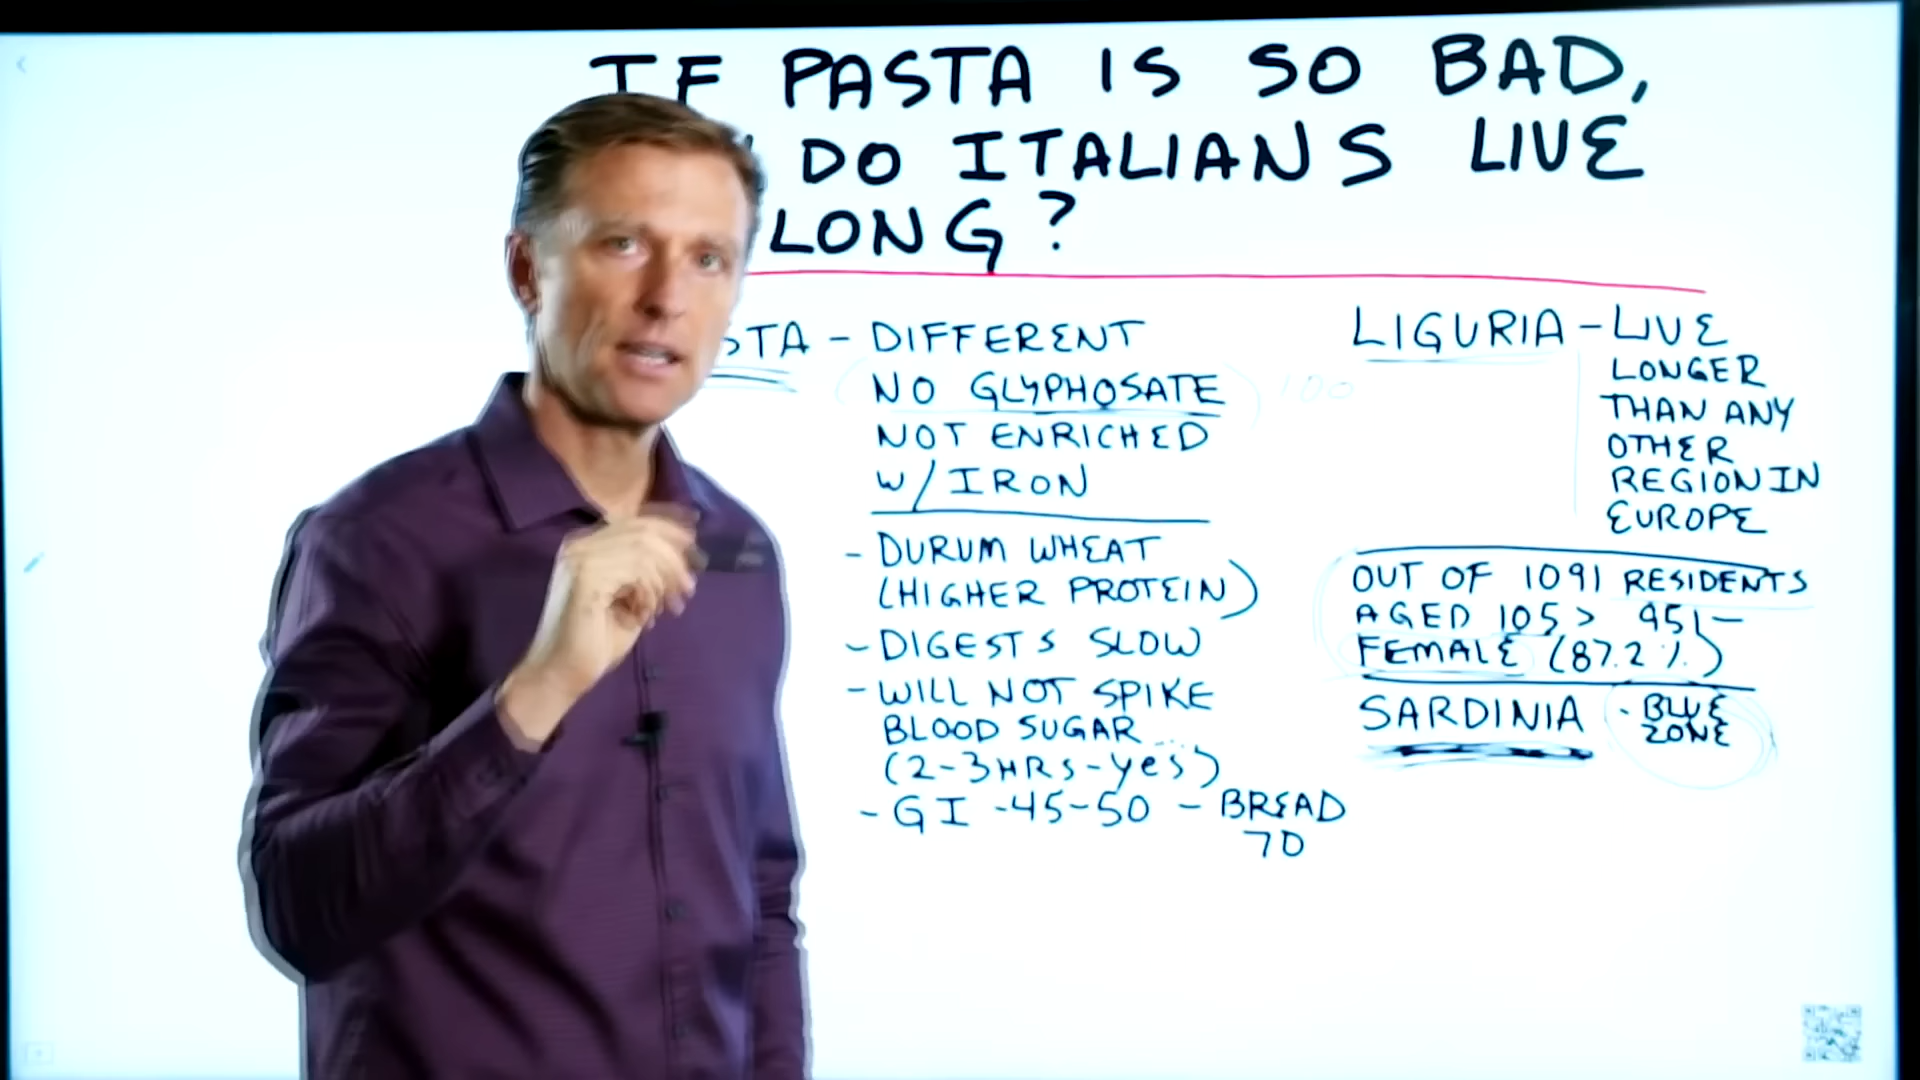 IF PASTA IS SO BAD,
DO ITALIANS LIVE
LONG?
STA - DIFFERENT
NO GLYPHOSATE 100
NOT ENRICHED
W/ IRON
- DURUM WHEAT
(HIGHER PROTEIN)
- DIGESTS SLOW
- WILL NOT SPIKE
BLOOD SUGAR
(2-3HRS-yes)
- GI -45-50 - BREAD
70
LIGURIA - LIVE
LONGER
THAN ANY
OTHER
REGION IN
EUROPE
OUT OF 1091 RESIDENTS
AGED 105> 951-
FEMALE (87.2%)
SARDINIA - BLUE
ZONE